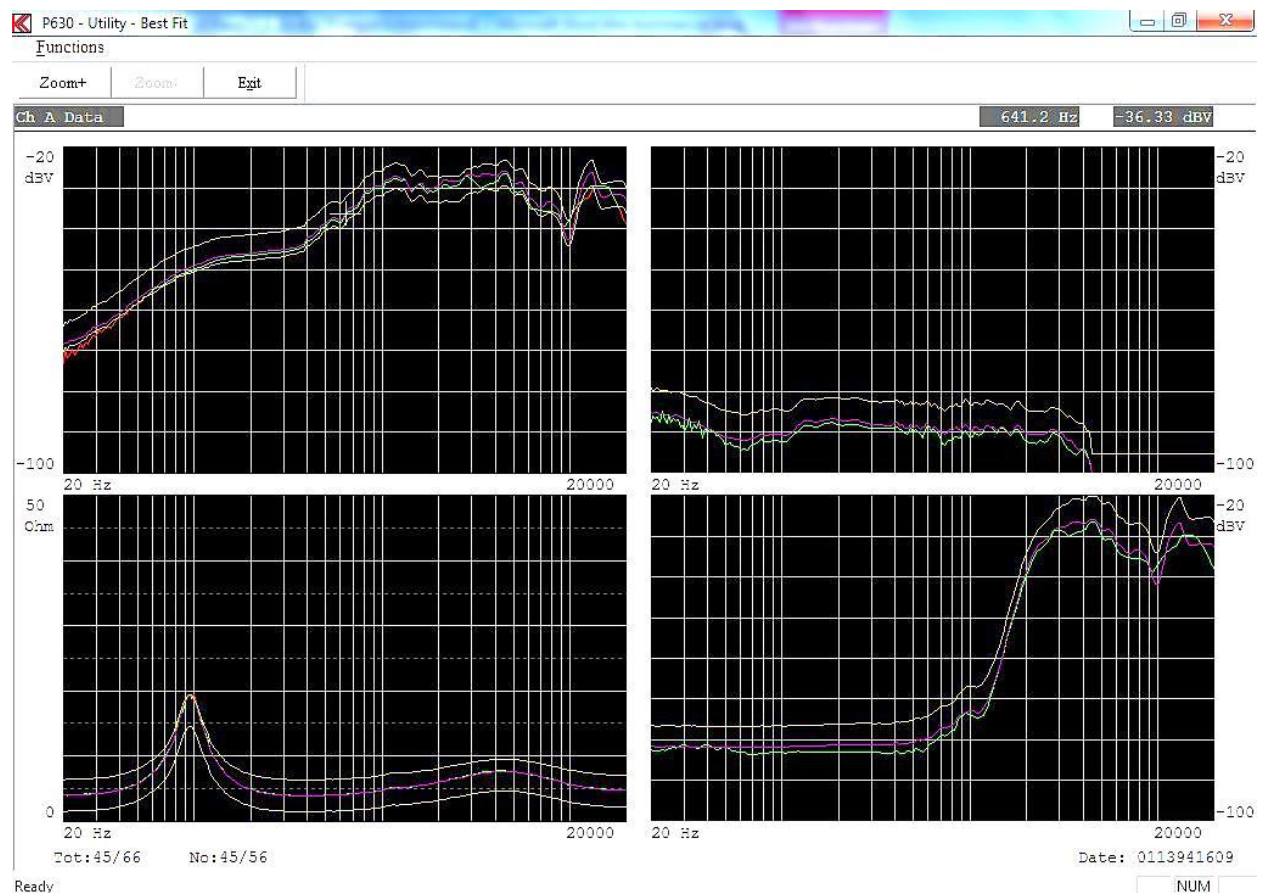 P630 - Utility - Best Fit
Functions
Zoom+ Zoom- Exit
Ch A Data 641.2 Hz -36.33 dBV
-20 -20
dBV dBV
-100 -100
20 Hz 20000 20 Hz 20000
50 -20
Ohm dBV
0 -100
20 Hz 20000 20 Hz 20000
Tot:45/66 No:45/56 Date: 0113941609
Ready NUM